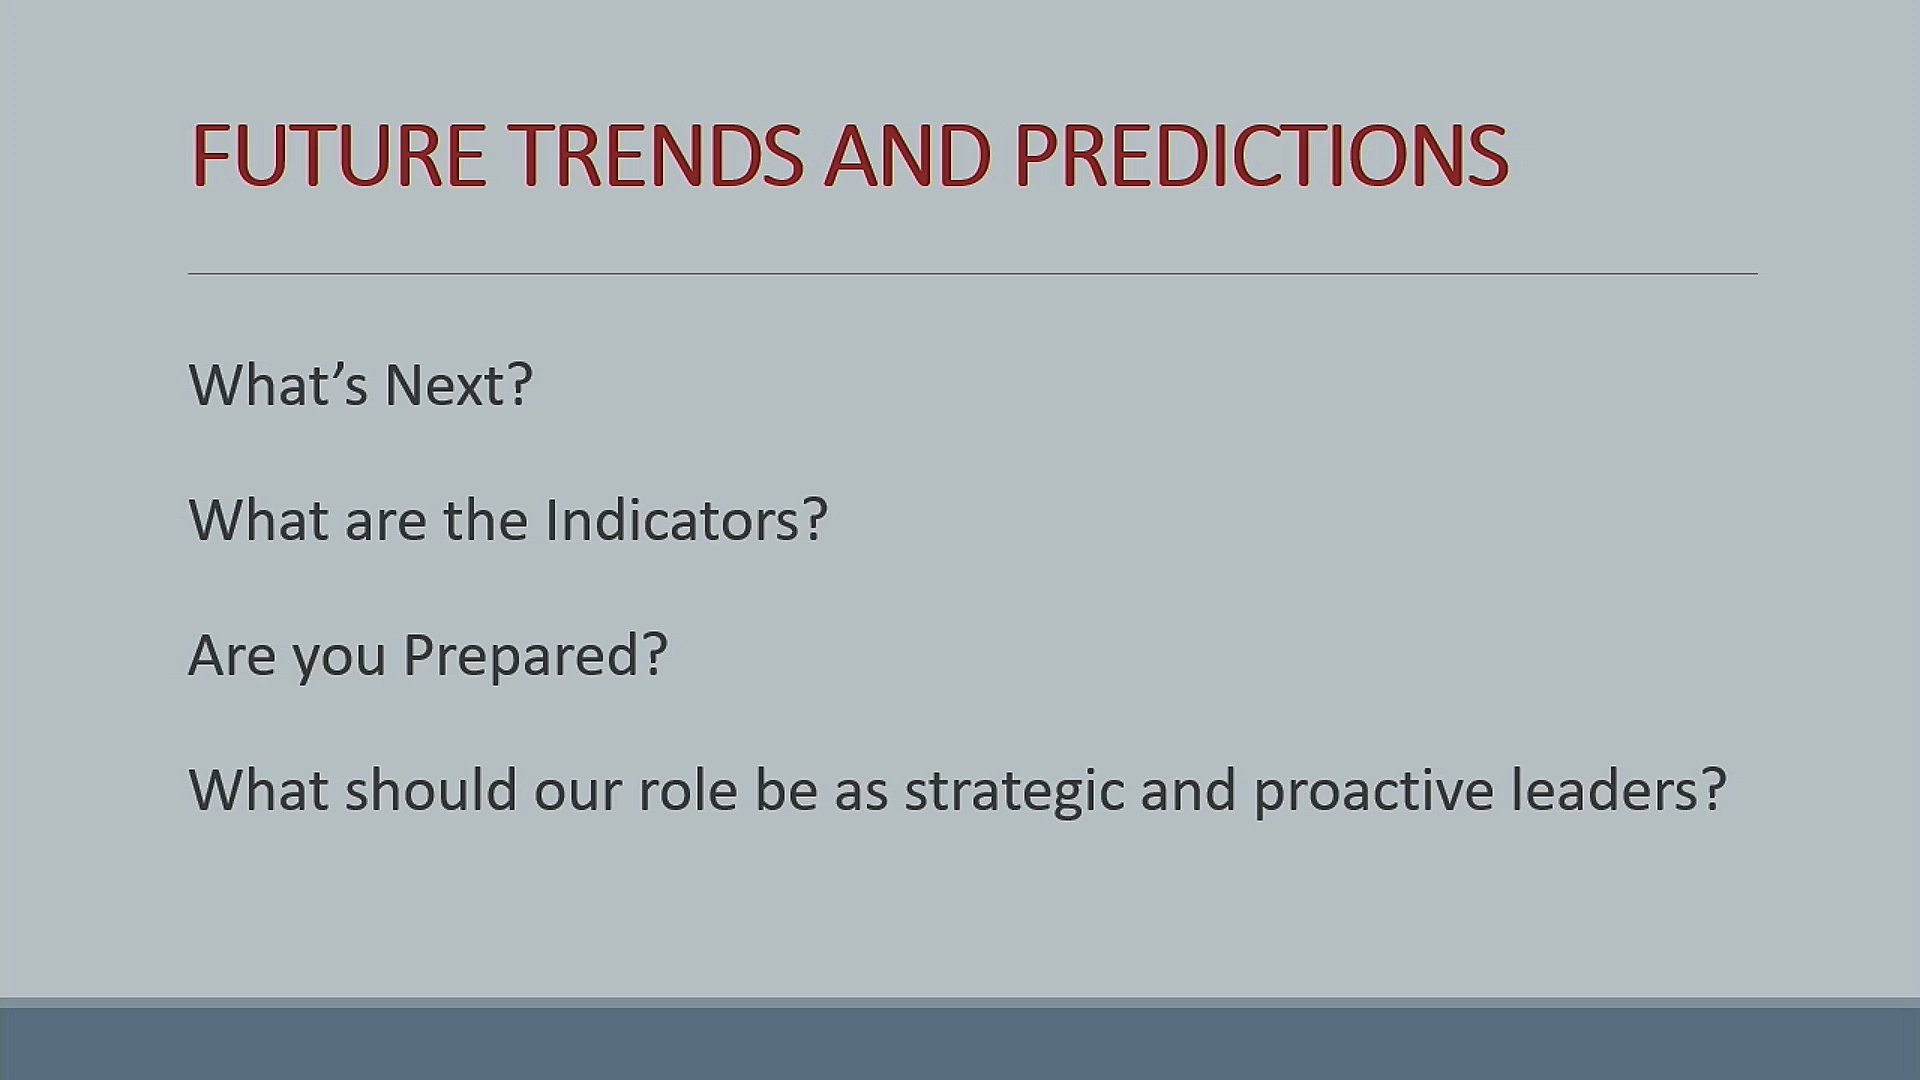 FUTURE TRENDS AND PREDICTIONS
What’s Next?
What are the Indicators?
Are you Prepared?
What should our role be as strategic and proactive leaders?